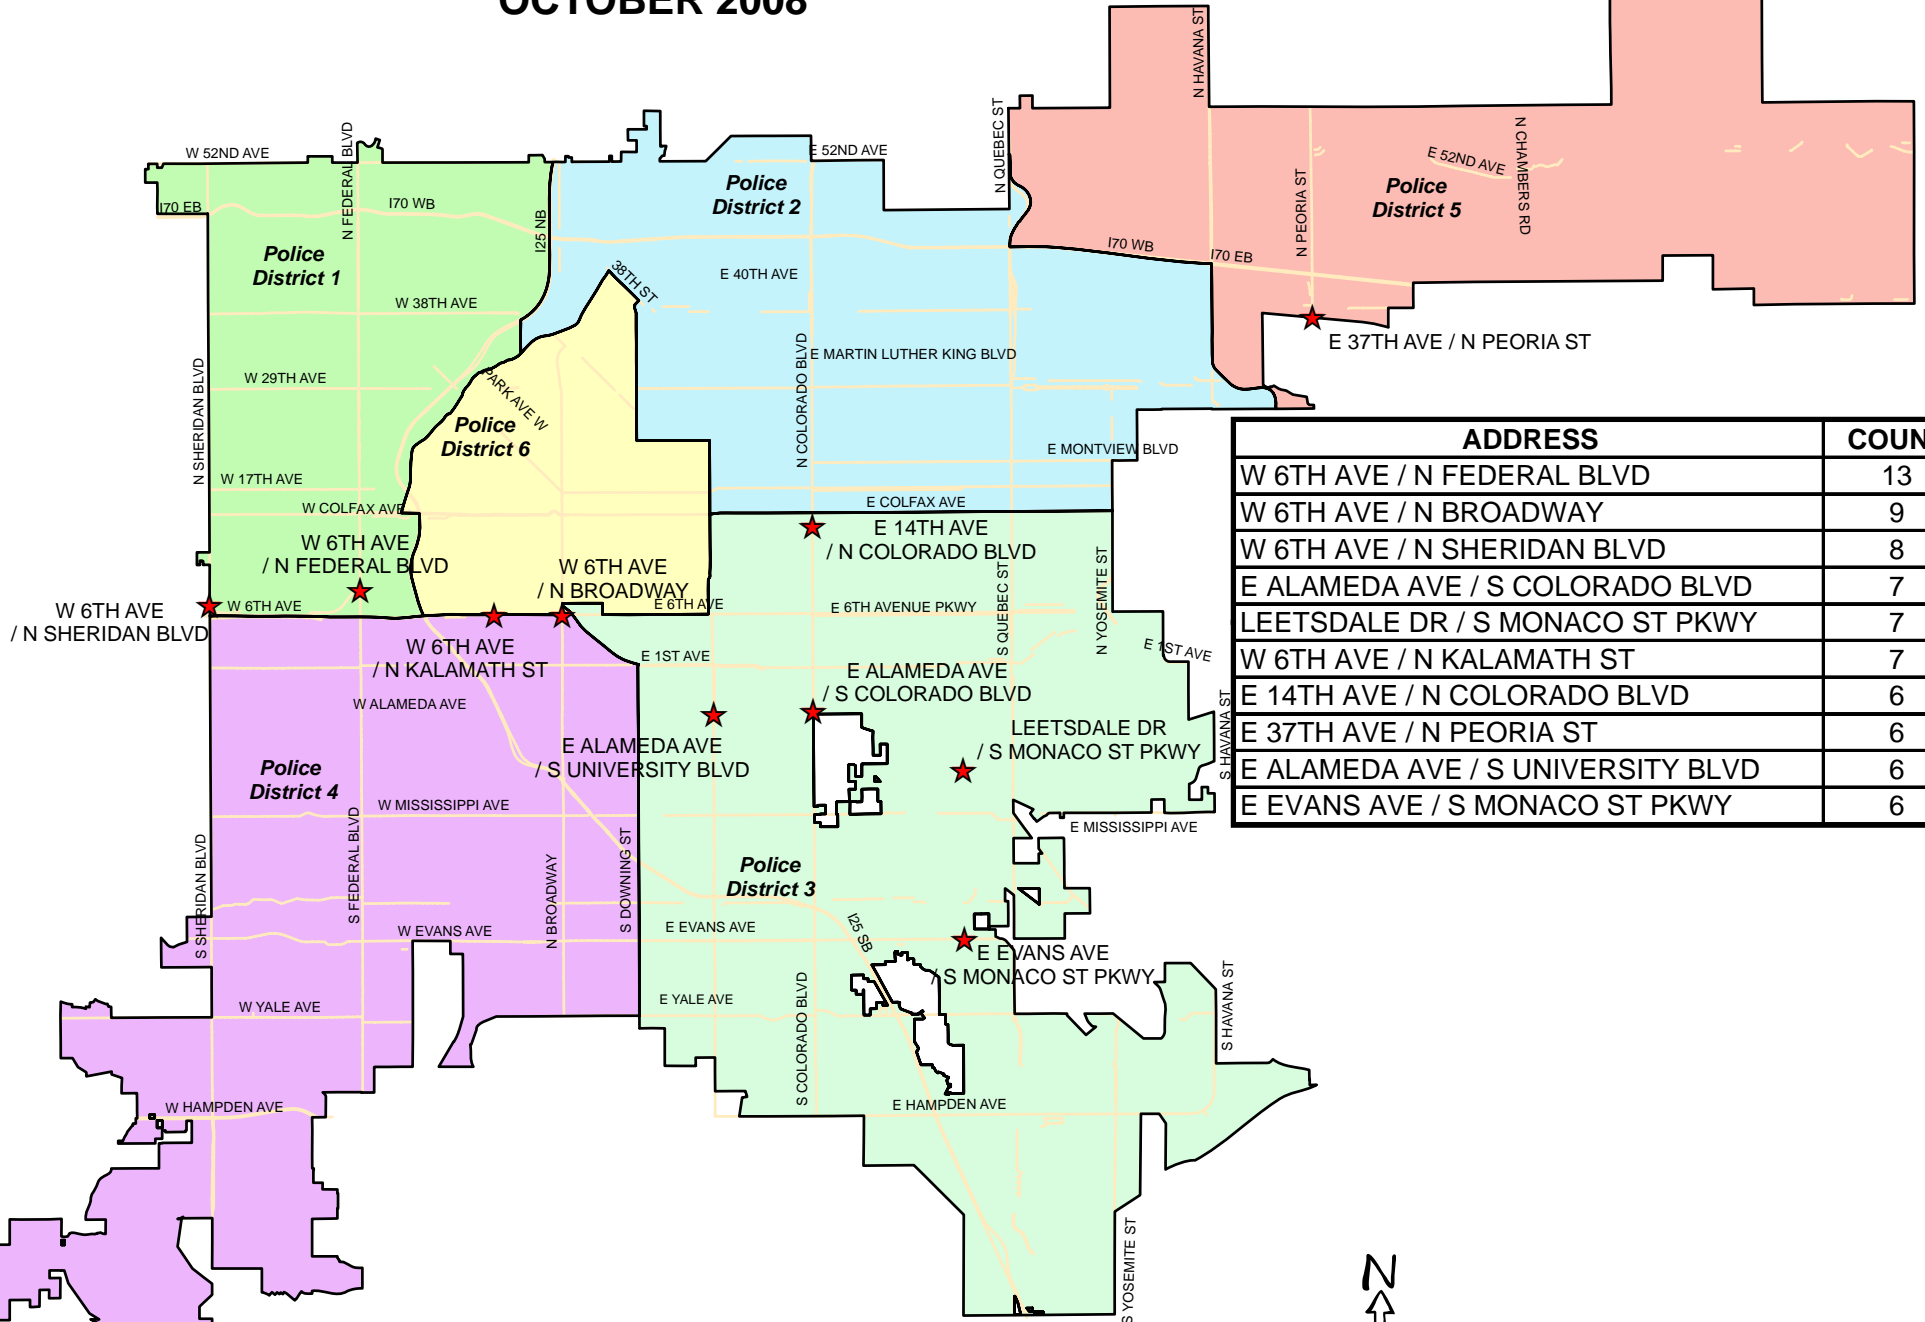 OCTOBER 2008
N HAVANA ST
N QUEBEC ST
N FEDERAL BLVD
W 52ND AVE
E 52ND AVE
N CHAMBERS RD
E 52ND AVE
Police
District 2
Police
District 5
N PEORIA ST
I70 EB
I70 WB
I25 NB
Police
District 1
I70 WB
I70 EB
38TH ST
E 40TH AVE
W 38TH AVE
E 37TH AVE / N PEORIA ST
N COLORADO BLVD
E MARTIN LUTHER KING BLVD
N SHERIDAN BLVD
W 29TH AVE
PARK AVE W
Police
District 6
E MONTVIEW BLVD
W 17TH AVE
W COLFAX AVE
E COLFAX AVE
ADDRESS COUN
W 6TH AVE / N FEDERAL BLVD 13
W 6TH AVE / N BROADWAY 9
W 6TH AVE / N SHERIDAN BLVD 8
E ALAMEDA AVE / S COLORADO BLVD 7
LEETSDALE DR / S MONACO ST PKWY 7
W 6TH AVE / N KALAMATH ST 7
E 14TH AVE / N COLORADO BLVD 6
E 37TH AVE / N PEORIA ST 6
E ALAMEDA AVE / S UNIVERSITY BLVD 6
E EVANS AVE / S MONACO ST PKWY 6
E 14TH AVE
/ N COLORADO BLVD
W 6TH AVE
/ N FEDERAL BLVD
W 6TH AVE
/ N BROADWAY
S QUEBEC ST
N YOSEMITE ST
W 6TH AVE
/ N SHERIDAN BLVD
W 6TH AVE
E 6TH AVE
E 6TH AVENUE PKWY
W 6TH AVE
/ N KALAMATH ST
E 1ST AVE
E 1ST AVE
E ALAMEDA AVE
/ S COLORADO BLVD
W ALAMEDA AVE
S HAVANA ST
LEETSDALE DR
/ S MONACO ST PKWY
E ALAMEDA AVE
/ S UNIVERSITY BLVD
Police
District 4
W MISSISSIPPI AVE
E MISSISSIPPI AVE
S FEDERAL BLVD
S SHERIDAN BLVD
N BROADWAY
S DOWNING ST
Police
District 3
W EVANS AVE
E EVANS AVE
I25 SB
E EVANS AVE
/ S MONACO ST PKWY
W YALE AVE
E YALE AVE
S COLORADO BLVD
S HAVANA ST
W HAMPDEN AVE
E HAMPDEN AVE
S YOSEMITE ST
N